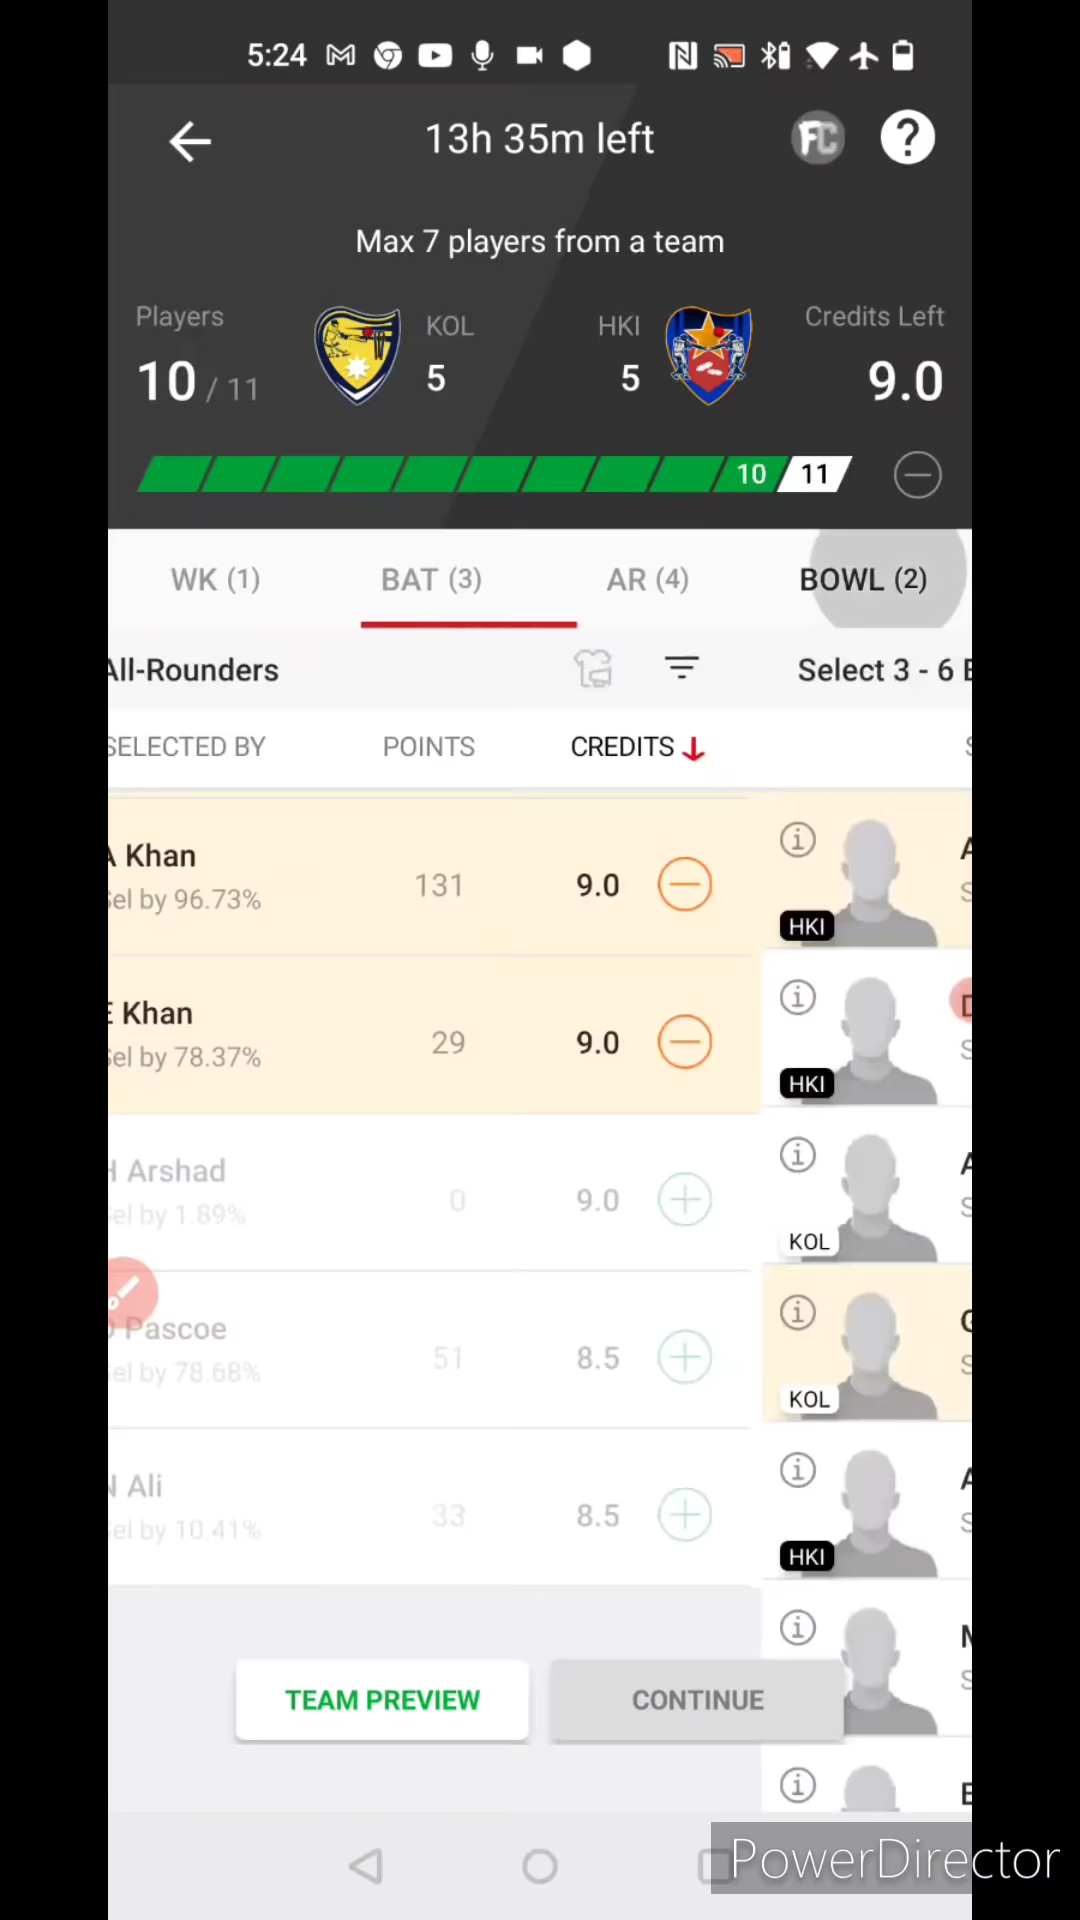 5:24
13h 35m left
FC
?
Max 7 players from a team
Players
KOL
HKI
Credits Left
10 / 11
5
5
9.0
10
11
WK (1)
BAT (3)
AR (4)
BOWL (2)
All-Rounders
Select 3 - 6
SELECTED BY
POINTS
CREDITS
A Khan
Sel by 96.73%
131
9.0
HKI
E Khan
Sel by 78.37%
29
9.0
HKI
H Arshad
Sel by 1.89%
0
9.0
KOL
Pascoe
Sel by 78.68%
51
8.5
KOL
N Ali
Sel by 10.41%
33
8.5
HKI
TEAM PREVIEW
CONTINUE
PowerDirector